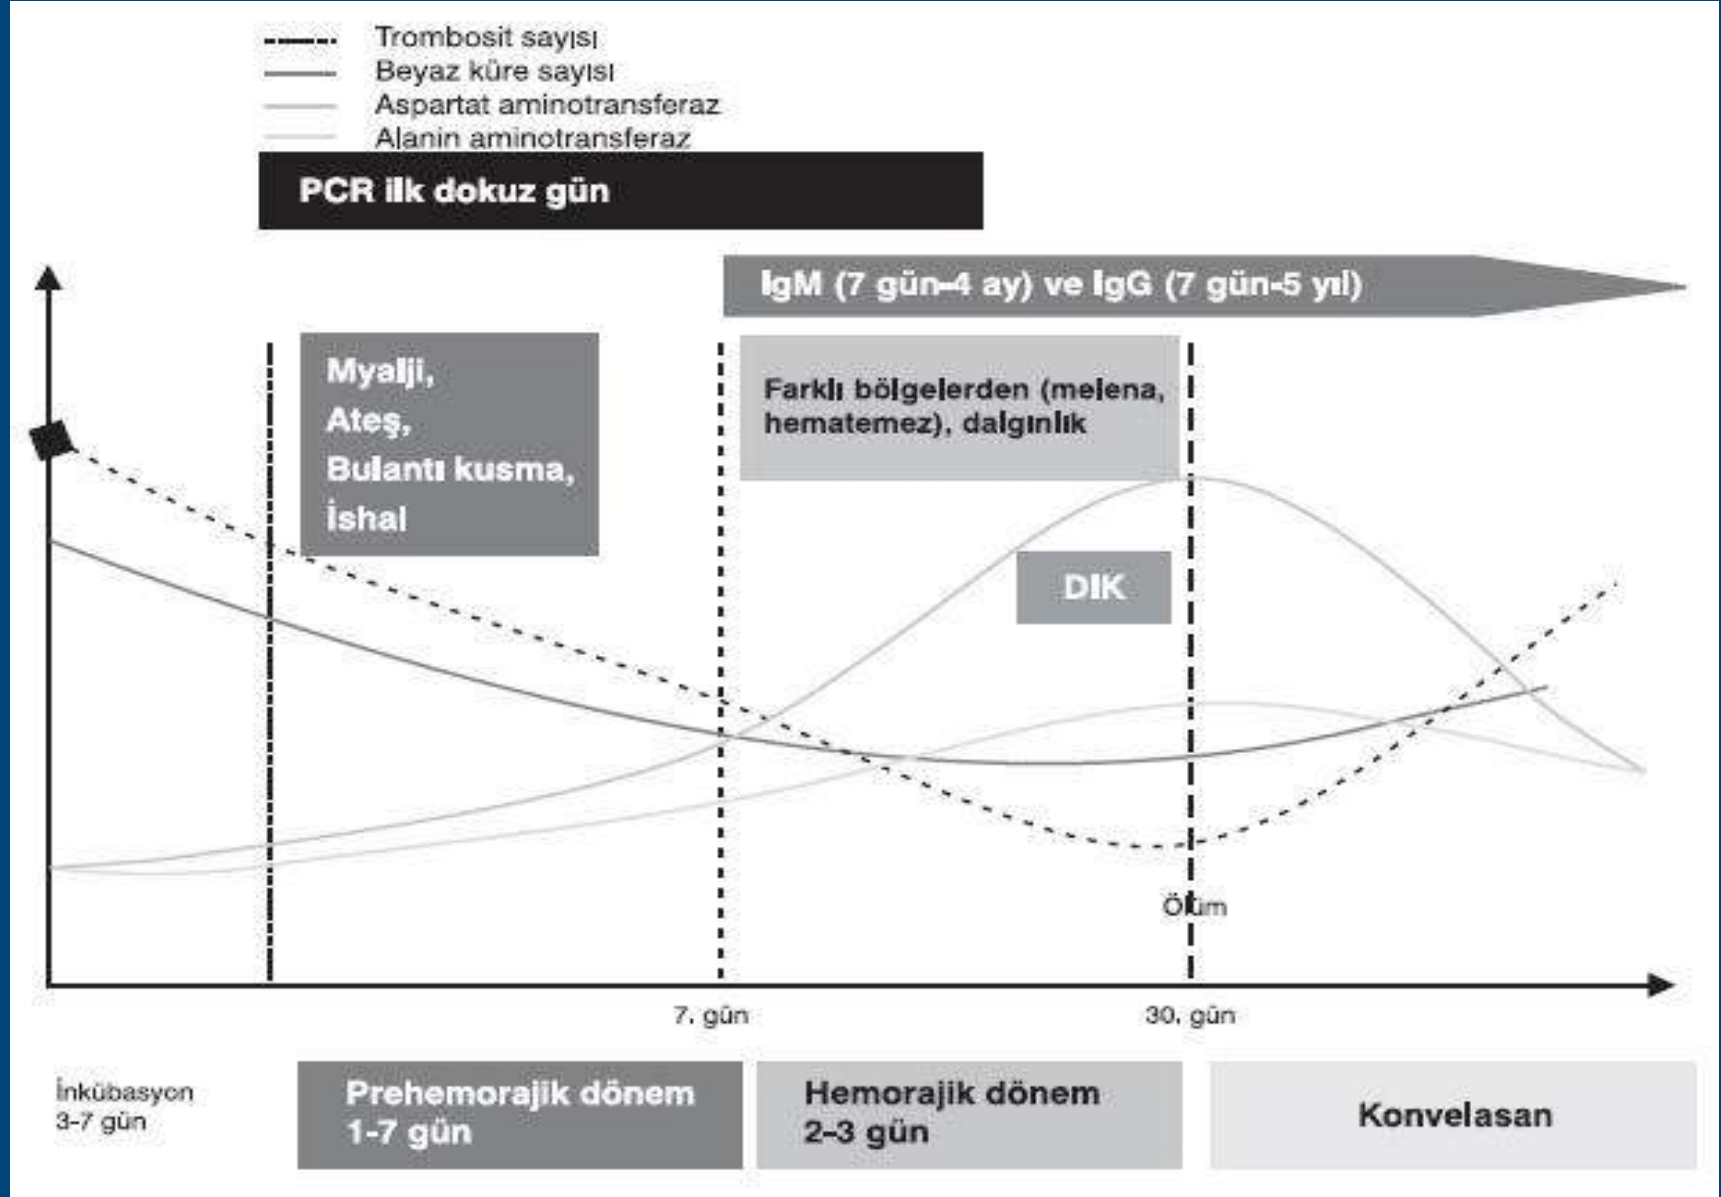 Trombosit sayısı
Beyaz küre sayısı
Aspartat aminotransferaz
Alanin aminotransferaz
PCR ilk dokuz gün
IgM (7 gün-4 ay) ve IgG (7 gün-5 yıl)
Myalji,
Ateş,
Bulantı kusma,
İshal
Farklı bölgelerden (melena,
hematemez), dalgınlık
DIK
Ölüm
7. gün
30. gün
İnkübasyon
3-7 gün
Prehemorajik dönem
1-7 gün
Hemorajik dönem
2-3 gün
Konvelasan